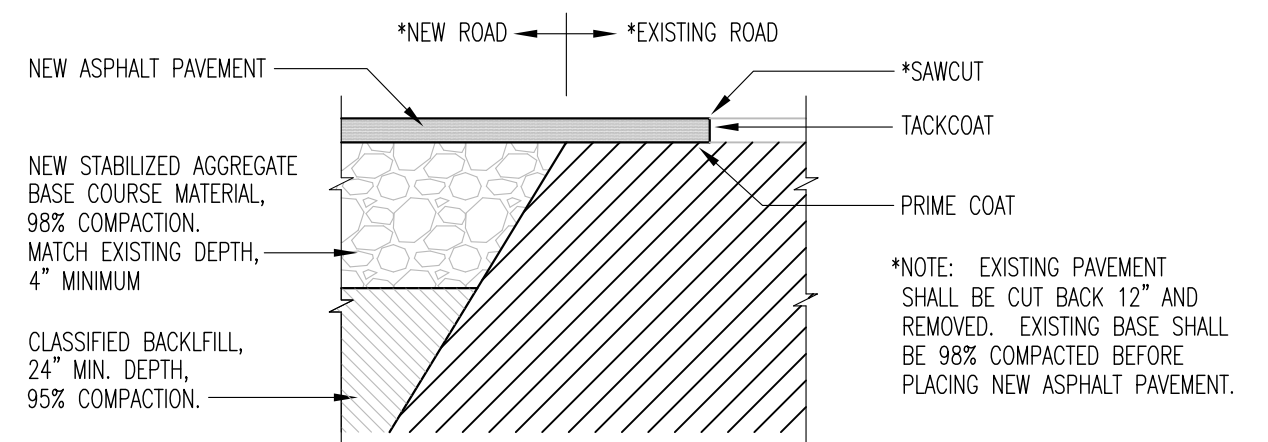 *NEW ROAD
*EXISTING ROAD
NEW ASPHALT PAVEMENT
*SAWCUT
TACKCOAT
NEW STABILIZED AGGREGATE
BASE COURSE MATERIAL,
98% COMPACTION.
MATCH EXISTING DEPTH,
4” MINIMUM
PRIME COAT
*NOTE: EXISTING PAVEMENT
SHALL BE CUT BACK 12” AND
REMOVED. EXISTING BASE SHALL
BE 98% COMPACTED BEFORE
PLACING NEW ASPHALT PAVEMENT.
CLASSIFIED BACKLFILL,
24” MIN. DEPTH,
95% COMPACTION.